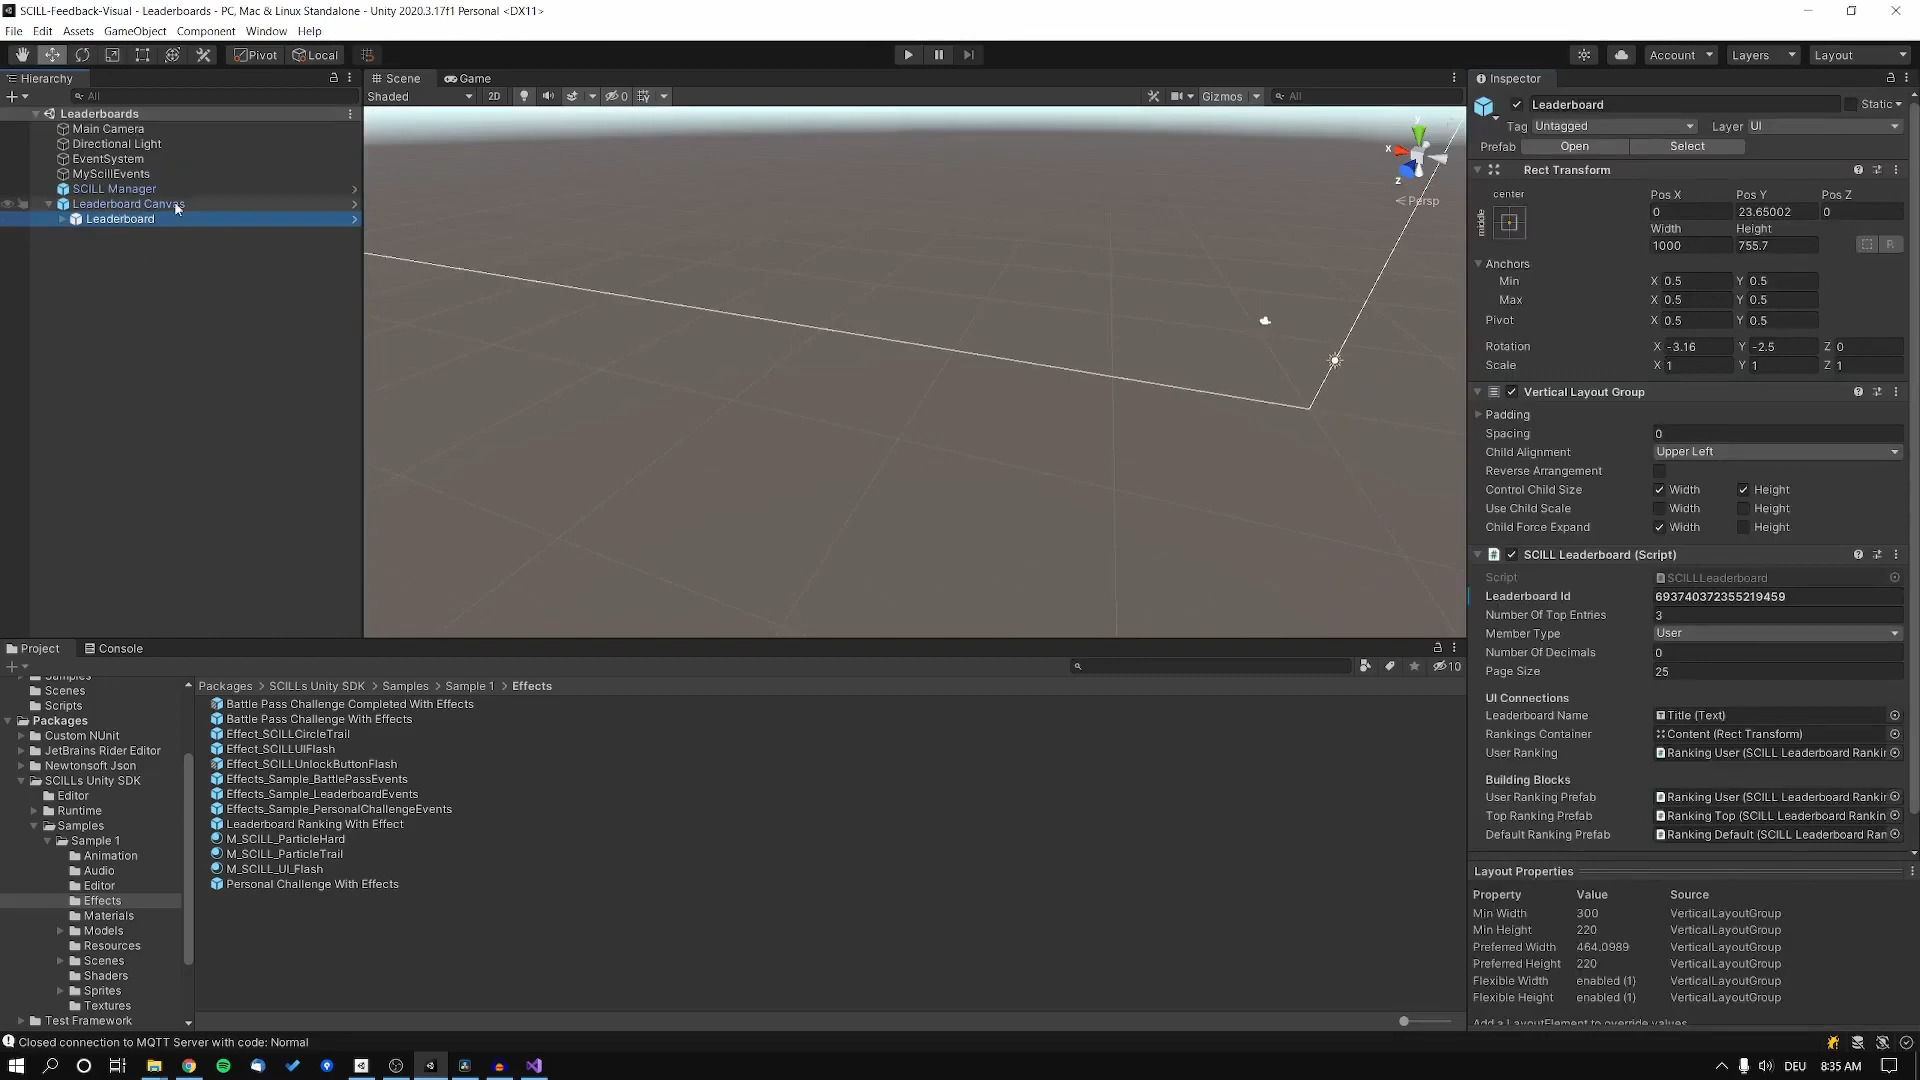 SCILL-Feedback-Visual - Leaderboards - PC, Mac & Linux Standalone - Unity 2020.3.17f1 Personal <DX11>
File Edit Assets GameObject Component Window Help
Pivot Local Account Layers Layout
Hierarchy
All
Leaderboards
Main Camera
Directional Light
EventSystem
MyScillEvents
SCILL Manager
Leaderboard Canvas
Leaderboard
Scene Game
Shaded 2D 0 Gizmos All
y
x
z
Persp
Inspector
Leaderboard Static
Tag Untagged Layer UI
Prefab Open Select
Rect Transform
center Pos X Pos Y Pos Z
middle 0 23.65002 0
Width Height
1000 755.7 R
Anchors
Min X 0.5 Y 0.5
Max X 0.5 Y 0.5
Pivot X 0.5 Y 0.5
Rotation X -3.16 Y -2.5 Z 0
Scale X 1 Y 1 Z 1
Vertical Layout Group
Padding
Spacing 0
Child Alignment Upper Left
Reverse Arrangement
Control Child Size Width Height
Use Child Scale Width Height
Child Force Expand Width Height
SCILL Leaderboard (Script)
Script SCILLLeaderboard
Leaderboard Id 693740372355219459
Number Of Top Entries 3
Member Type User
Number Of Decimals 0
Page Size 25
UI Connections
Leaderboard Name Title (Text)
Rankings Container Content (Rect Transform)
User Ranking Ranking User (SCILL Leaderboard Rankin
Building Blocks
User Ranking Prefab Ranking User (SCILL Leaderboard Rankin
Top Ranking Prefab Ranking Top (SCILL Leaderboard Rankin
Default Ranking Prefab Ranking Default (SCILL Leaderboard Ran
Layout Properties
Property Value Source
Min Width 300 VerticalLayoutGroup
Min Height 220 VerticalLayoutGroup
Preferred Width 464.0989 VerticalLayoutGroup
Preferred Height 220 VerticalLayoutGroup
Flexible Width enabled (1) VerticalLayoutGroup
Flexible Height enabled (1) VerticalLayoutGroup
Add a LayoutElement to override values
Project Console
10
Samples
Scenes
Scripts
Packages
Custom NUnit
JetBrains Rider Editor
Newtonsoft Json
SCILLs Unity SDK
Editor
Runtime
Samples
Sample 1
Animation
Audio
Editor
Effects
Materials
Models
Resources
Scenes
Shaders
Sprites
Textures
Test Framework
Packages > SCILLs Unity SDK > Samples > Sample 1 > Effects
Battle Pass Challenge Completed With Effects
Battle Pass Challenge With Effects
Effect_SCILLCircleTrail
Effect_SCILLUIFlash
Effect_SCILLUnlockButtonFlash
Effects_Sample_BattlePassEvents
Effects_Sample_LeaderboardEvents
Effects_Sample_PersonalChallengeEvents
Leaderboard Ranking With Effect
M_SCILL_ParticleHard
M_SCILL_ParticleTrail
M_SCILL_UI_Flash
Personal Challenge With Effects
Closed connection to MQTT Server with code: Normal
DEU 8:35 AM